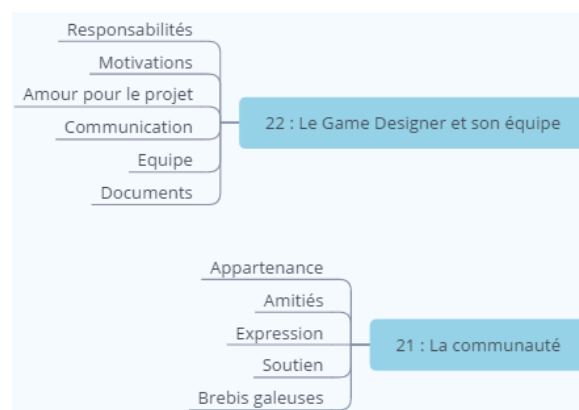 Responsabilités
Motivations
Amour pour le projet
Communication
Equipe
Documents
22 : Le Game Designer et son équipe
Appartenance
Amitiés
Expression
Soutien
Brebis galeuses
21 : La communauté